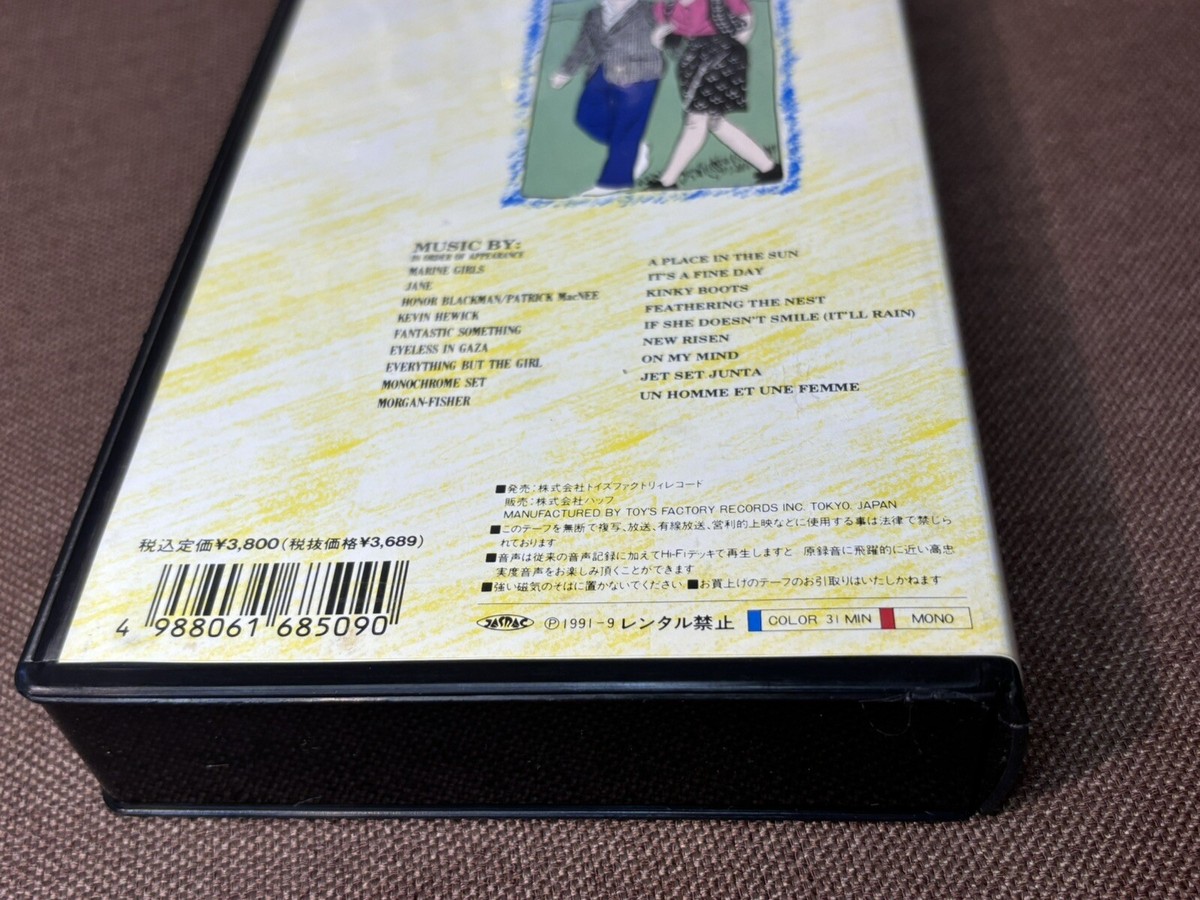 MUSIC BY:
IN ORDER OF APPEARANCE
MARINE GIRLS
JANE
HONOR BLACKMAN/PATRICK MacNEE
KEVIN HEWICK
FANTASTIC SOMETHING
EYELESS IN GAZA
EVERYTHING BUT THE GIRL
MONOCHROME SET
MORGAN-FISHER
A PLACE IN THE SUN
IT'S A FINE DAY
KINKY BOOTS
FEATHERING THE NEST
IF SHE DOESN'T SMILE (IT'LL RAIN)
NEW RISEN
ON MY MIND
JET SET JUNTA
UN HOMME ET UNE FEMME
■発売:株式会社トイズファクトリィレコード
販売:株式会社ハッフ
MANUFACTURED BY TOY'S FACTORY RECORDS INC. TOKYO, JAPAN
■このテープを無断で複写、放送、有線放送、営利的上映などに使用する事は法律で禁じら
れております
■音声は従来の音声記録に加えてHi-Fiデッキで再生しますと 原録音に飛躍的に近い高忠
実度音声をお楽しみ頂くことができます
■強い磁気のそばに置かないでください ■お買上げのテープのお引取りはいたしかねます
税込定価¥3,800(税抜価格¥3,689)
4 988061 685090
JASRAC Ⓟ1991-9 レンタル禁止 COLOR 31 MIN MONO